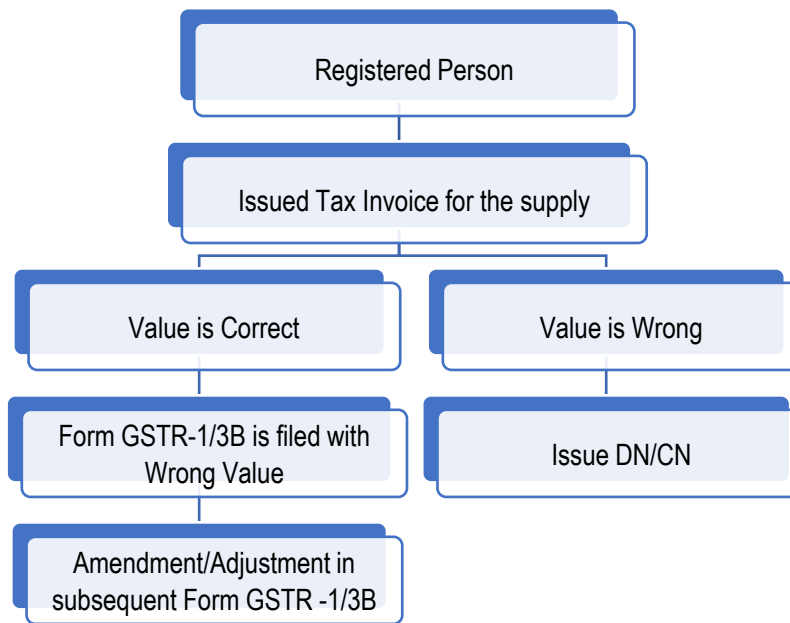 Registered Person
Issued Tax Invoice for the supply
Value is Correct
Value is Wrong
Form GSTR-1/3B is filed with
Wrong Value
Issue DN/CN
Amendment/Adjustment in
subsequent Form GSTR -1/3B